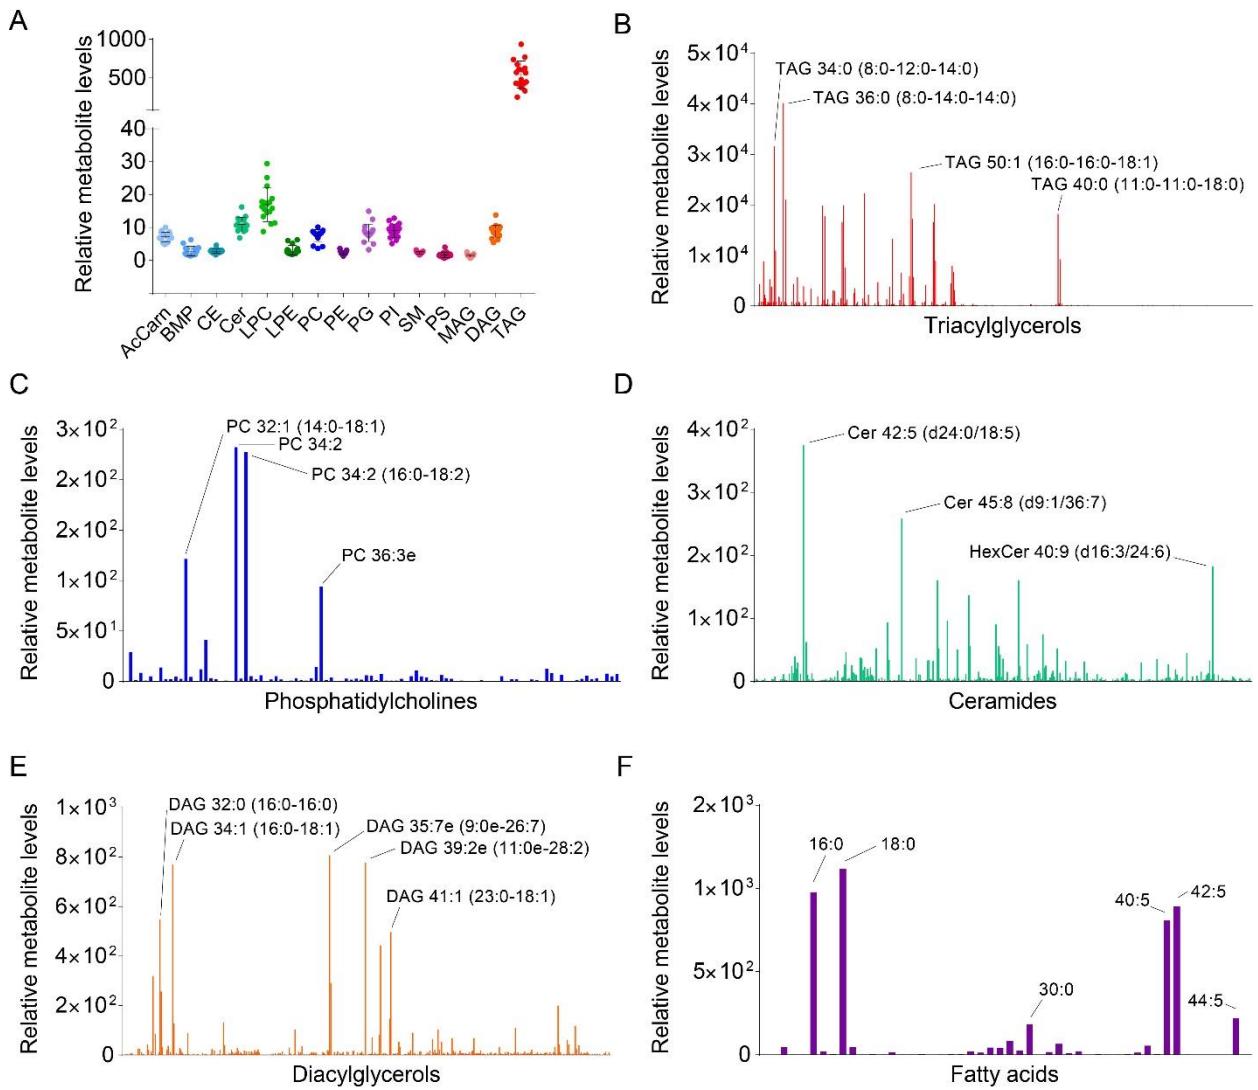 A
Relative metabolite levels
1000
500
40
30
20
10
0
AcCarn
BMP
CE
Cer
LPC
LPE
PC
PE
PG
PI
SM
PS
MAG
DAG
TAG
B
Relative metabolite levels
5×10⁴
4×10⁴
3×10⁴
2×10⁴
1×10⁴
0
TAG 34:0 (8:0-12:0-14:0)
TAG 36:0 (8:0-14:0-14:0)
TAG 50:1 (16:0-16:0-18:1)
TAG 40:0 (11:0-11:0-18:0)
Triacylglycerols
C
Relative metabolite levels
3×10²
2×10²
2×10²
1×10²
5×10¹
0
PC 32:1 (14:0-18:1)
PC 34:2
PC 34:2 (16:0-18:2)
PC 36:3e
Phosphatidylcholines
D
Relative metabolite levels
4×10²
3×10²
2×10²
1×10²
0
Cer 42:5 (d24:0/18:5)
Cer 45:8 (d9:1/36:7)
HexCer 40:9 (d16:3/24:6)
Ceramides
E
Relative metabolite levels
1×10³
8×10²
6×10²
4×10²
2×10²
0
DAG 32:0 (16:0-16:0)
DAG 34:1 (16:0-18:1)
DAG 35:7e (9:0e-26:7)
DAG 39:2e (11:0e-28:2)
DAG 41:1 (23:0-18:1)
Diacylglycerols
F
Relative metabolite levels
2×10³
1×10³
5×10²
0
16:0
18:0
30:0
40:5
42:5
44:5
Fatty acids